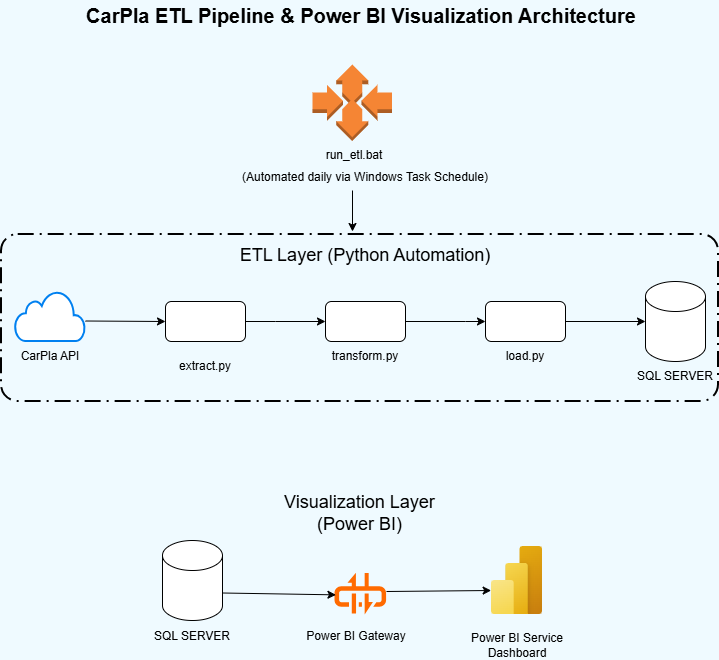 CarPla ETL Pipeline & Power BI Visualization Architecture
run_etl.bat
(Automated daily via Windows Task Schedule)
ETL Layer (Python Automation)
CarPla API
extract.py
transform.py
load.py
SQL SERVER
Visualization Layer
(Power BI)
SQL SERVER
Power BI Gateway
Power BI Service
Dashboard